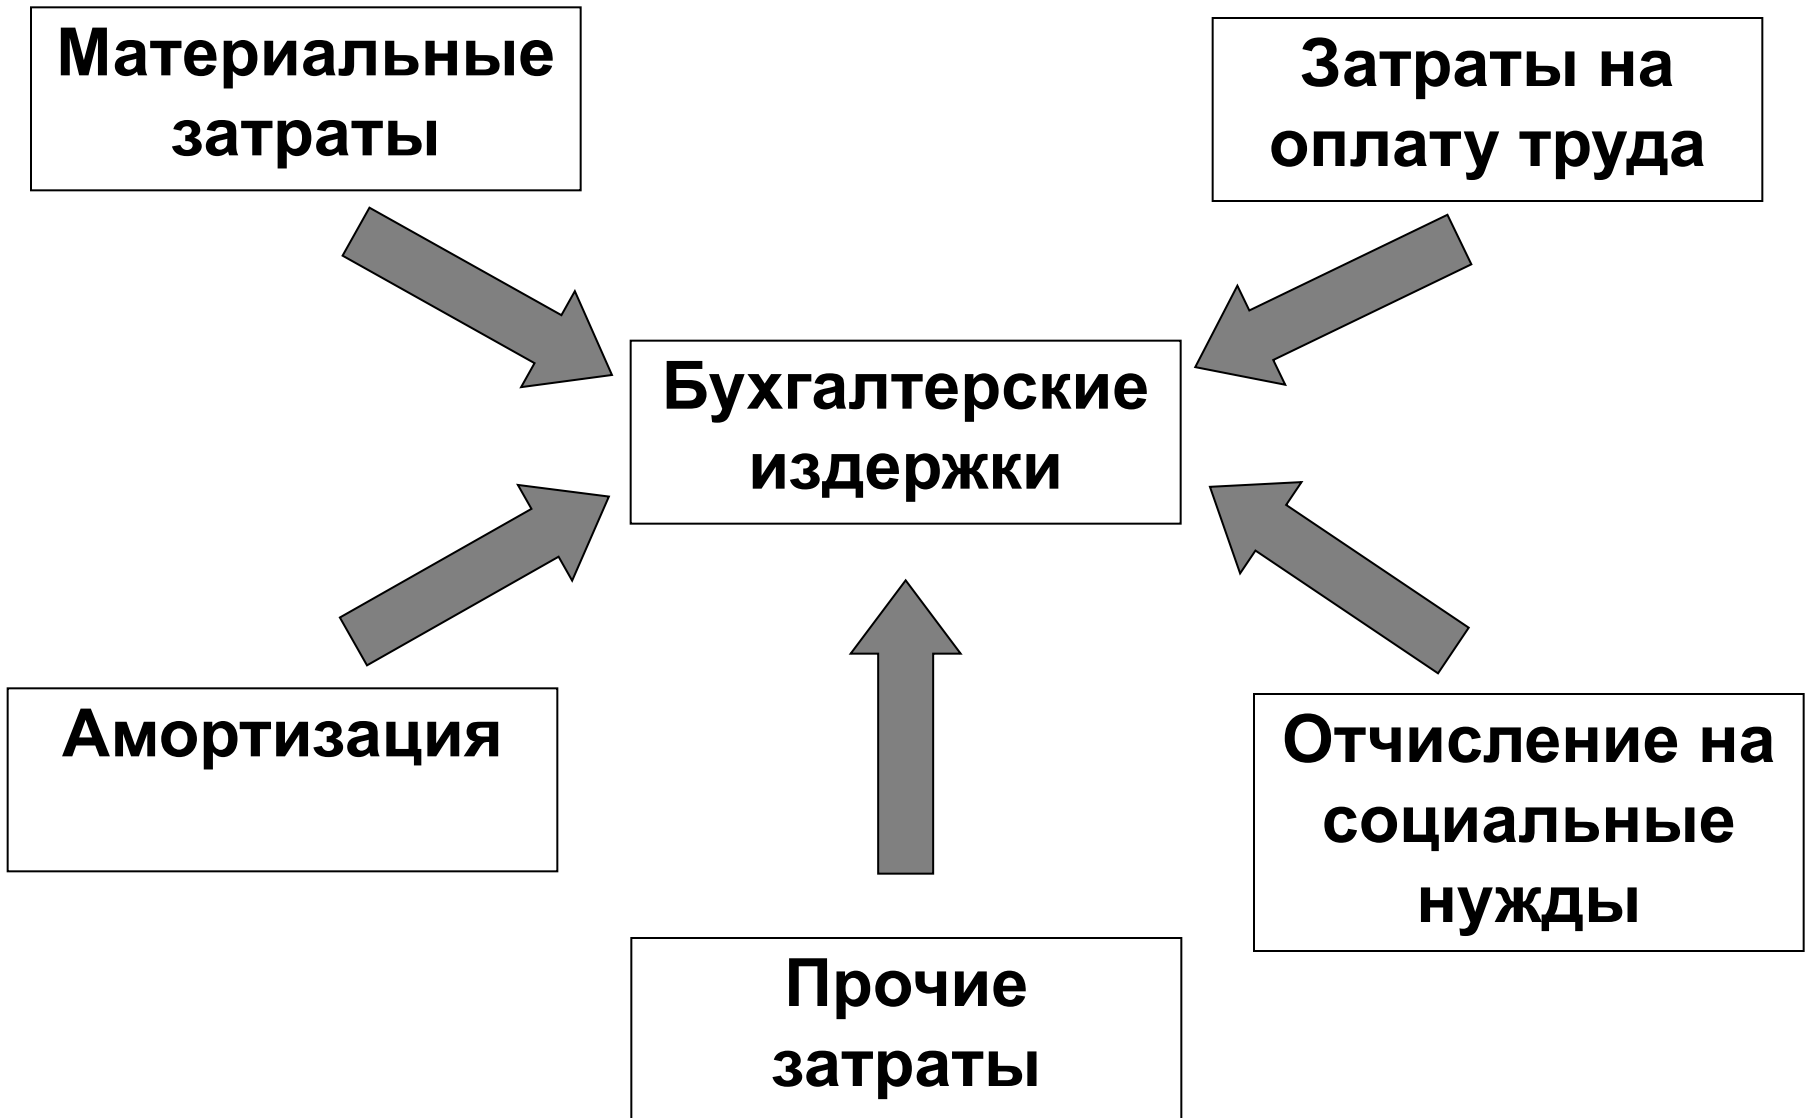 Материальные
затраты
Затраты на
оплату труда
Бухгалтерские
издержки
Амортизация
Отчисление на
социальные
нужды
Прочие
затраты